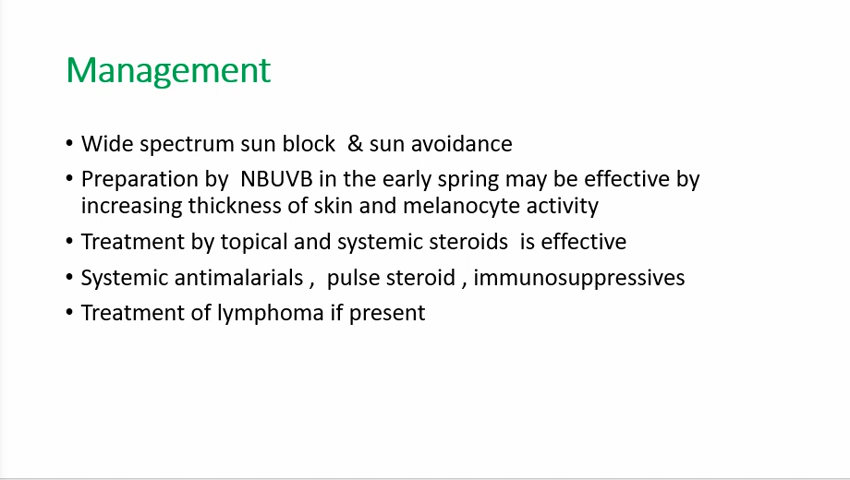 Management
• Wide spectrum sun block & sun avoidance
• Preparation by NBUVB in the early spring may be effective by
increasing thickness of skin and melanocyte activity
• Treatment by topical and systemic steroids is effective
• Systemic antimalarials , pulse steroid , immunosuppressives
• Treatment of lymphoma if present